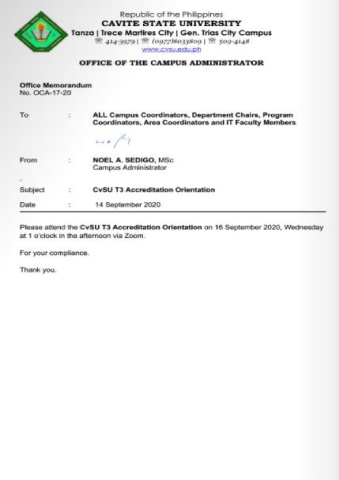 Republic of the Philippines
CAVITE STATE UNIVERSITY
Tanza | Trece Martires City | Gen. Trias City Campus
☏ 414-3979 | ☏ (0977)8033809 | ☏ 509-4148
www.cvsu.edu.ph
OFFICE OF THE CAMPUS ADMINISTRATOR
Office Memorandum
No. OCA-17-20
To : ALL Campus Coordinators, Department Chairs, Program
Coordinators, Area Coordinators and IT Faculty Members
From : NOEL A. SEDIGO, MSc
Campus Administrator
Subject : CvSU T3 Accreditation Orientation
Date : 14 September 2020
Please attend the CvSU T3 Accreditation Orientation on 16 September 2020, Wednesday
at 1 o'clock in the afternoon via Zoom.
For your compliance.
Thank you.